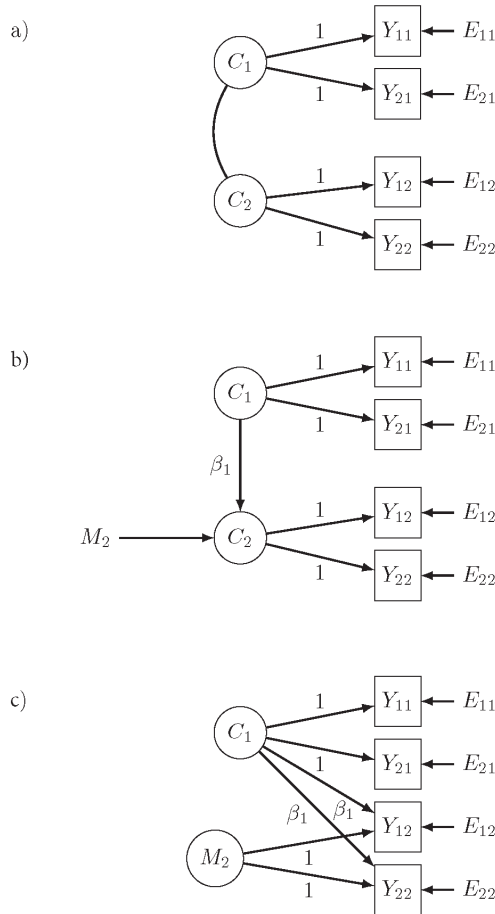 a)
1
Y₁₁
E₁₁
C₁
1
Y₂₁
E₂₁
C₂
1
Y₁₂
E₁₂
1
Y₂₂
E₂₂
b)
1
Y₁₁
E₁₁
C₁
1
Y₂₁
E₂₁
β₁
1
Y₁₂
E₁₂
M₂
C₂
1
Y₂₂
E₂₂
c)
1
Y₁₁
E₁₁
C₁
1
Y₂₁
E₂₁
β₁
β₁
Y₁₂
E₁₂
M₂
1
1
Y₂₂
E₂₂